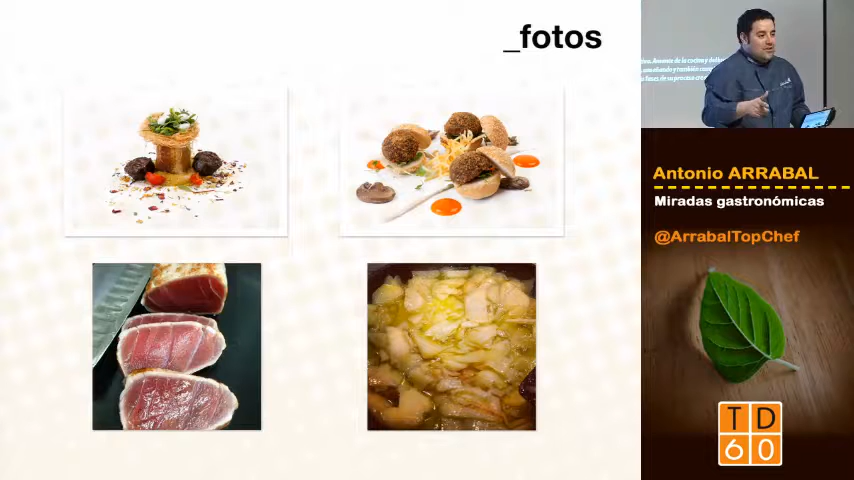 _fotos
Antonio ARRABAL
Miradas gastronómicas
@ArrabalTopChef
TD
60